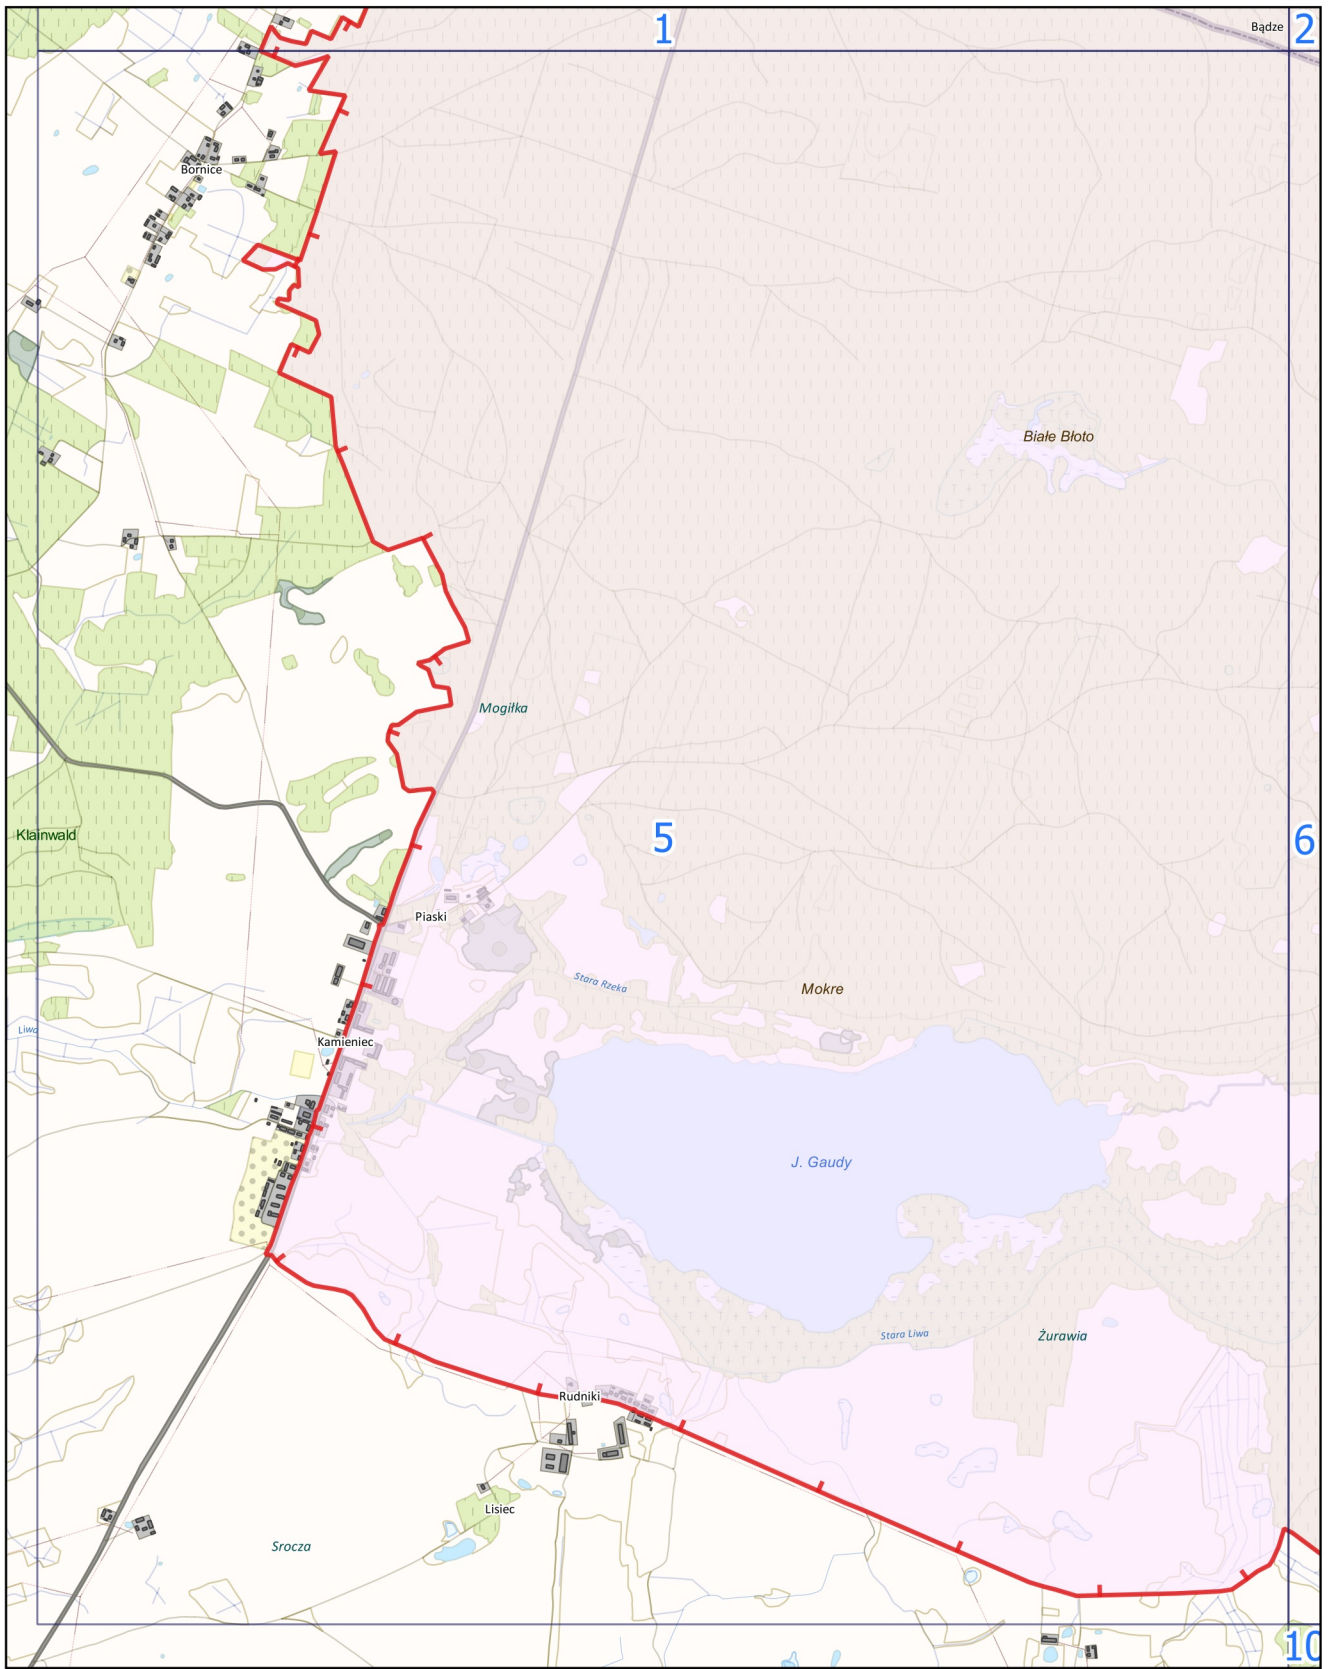 1
Bądze
2
Bornice
Białe Błoto
Mogiłka
Klainwald
5
6
Piaski
Stara Rzeka
Mokre
Liwa
Kamieniec
J. Gaudy
Stara Liwa
Żurawia
Rudniki
Lisiec
Srocza
10